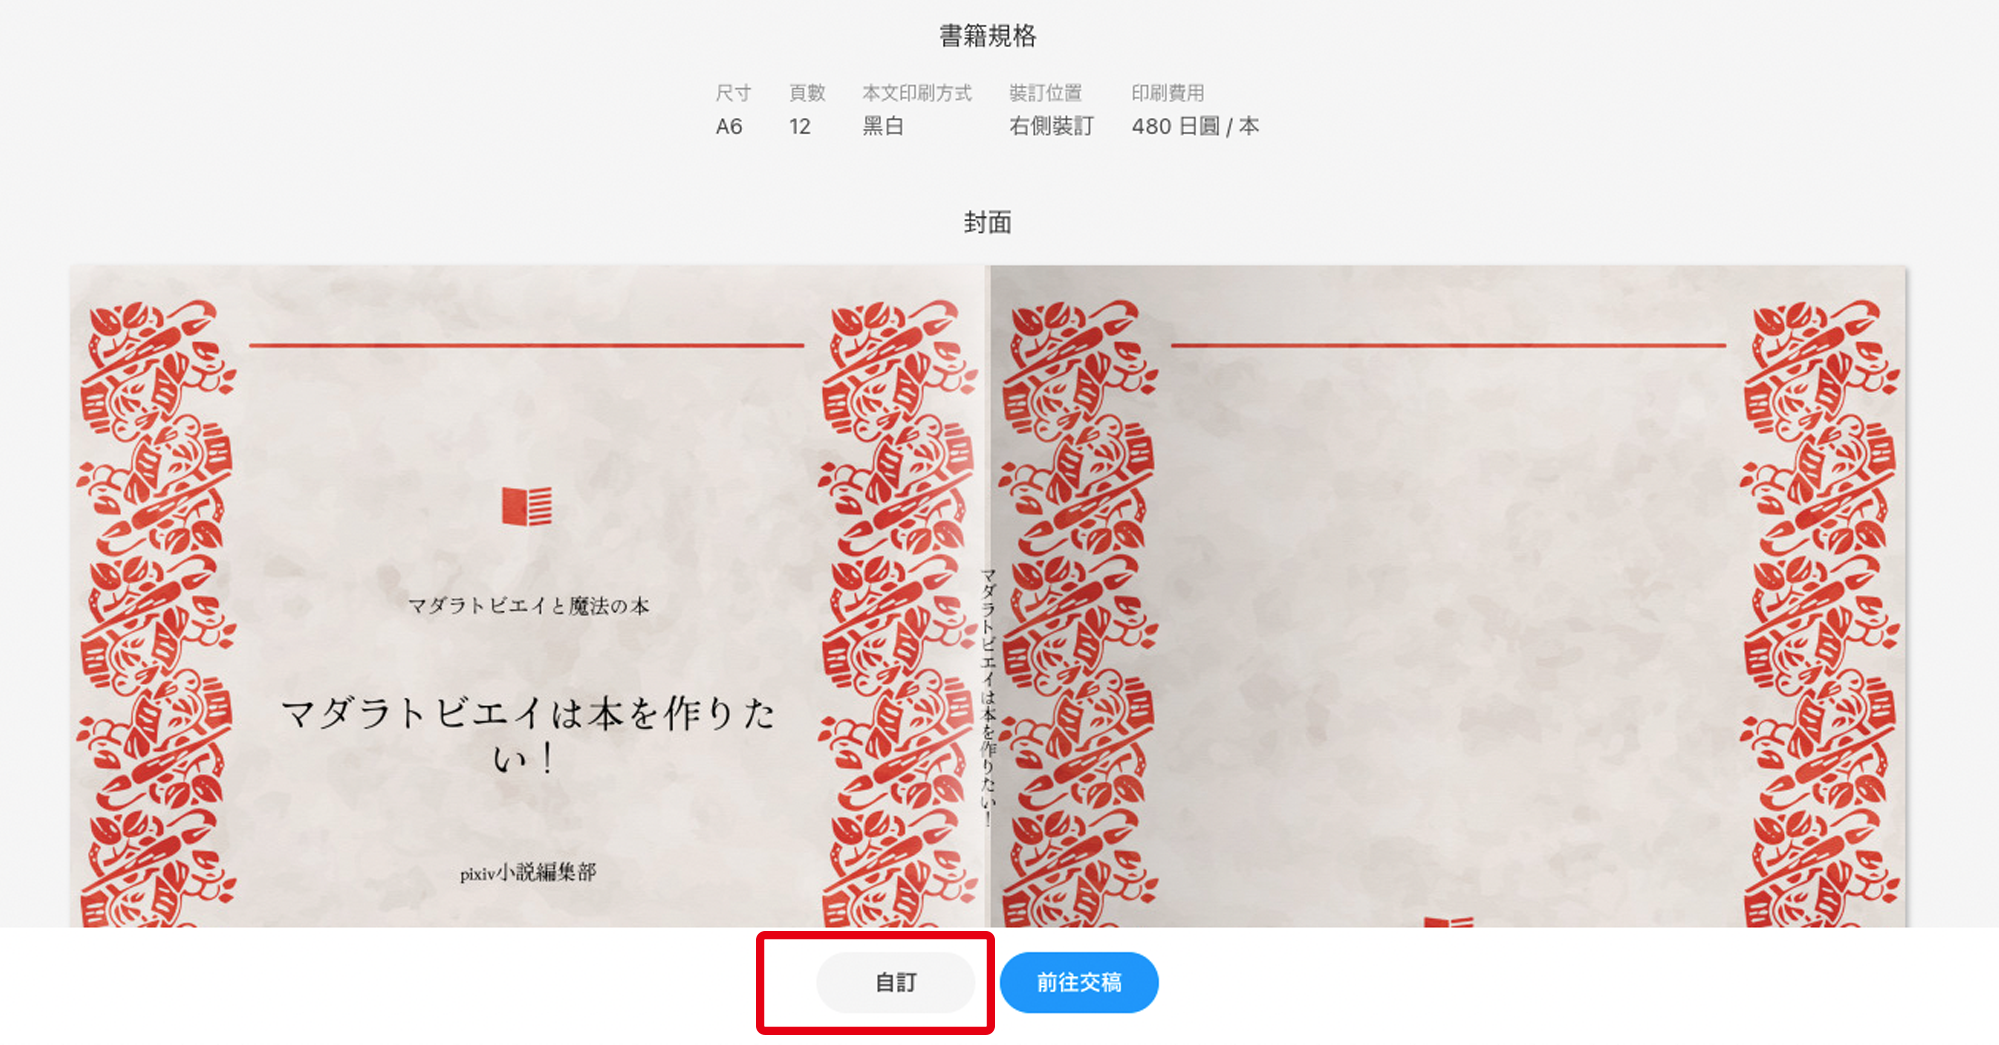 書籍規格
尺寸 頁數 本文印刷方式 裝訂位置 印刷費用
A6 12 黑白 右側裝訂 480 日圓 / 本
封面
マダラトビエイと魔法の本
マダラトビエイは本を作りた
い！
pixiv小説編集部
マダラトビエイは本を作りたい！
自訂
前往交稿